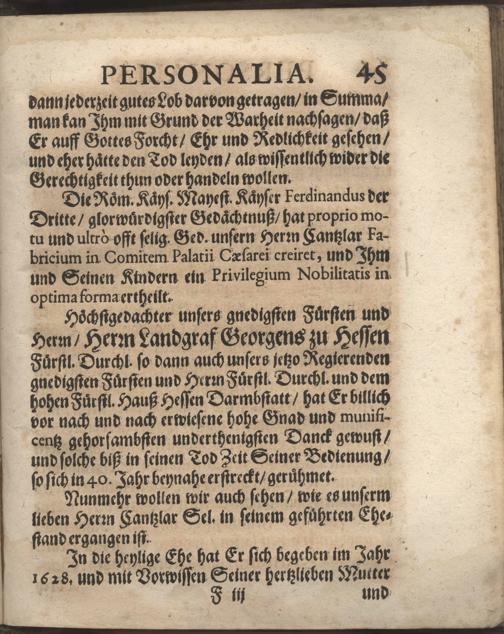 PERSONALIA. 45
dann jederzeit gutes Lob darvon getragen/ in Summa/
man kan Ihm mit Grund der Warheit nachsagen/ daß
Er auff Gottes Forcht/ Ehr und Redlichkeit gesehen/
und eher hätte den Tod leyden/ als wissentlich wider die
Gerechtigkeit thun oder handeln wollen.
Die Röm. Käys. Mayest. Käyser Ferdinandus der
Dritte/ glorwürdigster Gedächtnuß/ hat proprio mo-
tu und ultrò offt selig. Ged. unsern Herrn Cantzlar Fa-
bricium in Comitem Palatii Cæsarei creiret, und Ihm
und Seinen Kindern ein Privilegium Nobilitatis in
optima forma ertheilt.
Höchstgedachter unsers gnedigsten Fürsten und
Herrn/ Herrn Landgraf Georgens zu Hessen
Fürstl. Durchl. so dann auch unsers jetzo Regierenden
gnedigsten Fürsten und Herrn Fürstl. Durchl. und dem
hohen Fürstl. Hauß Hessen Darmbstatt/ hat Er billich
vor nach und nach erwiesene hohe Gnad und munifi-
centz gehorsambsten underthenigsten Danck gewust/
und solche biß in seinen Tod Zeit Seiner Bedienung/
so sich in 40. Jahr beynahe erstreckt/ gerühmet.
Nunmehr wollen wir auch sehen/ wie es unserm
lieben Herrn Cantzlar Sel. in seinem geführten Ehe-
stand ergangen ist.
In die heylige Ehe hat Er sich begeben im Jahr
1628. und mit Vorwissen Seiner hertzlieben Mutter
F iij und